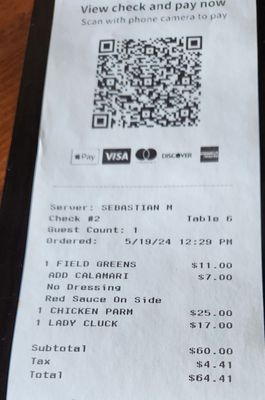 View check and pay now
Scan with phone camera to pay
Pay VISA DISCOVER
Server: SEBASTIAN M
Check #2 Table 6
Guest Count: 1
Ordered: 5/19/24 12:29 PM
1 FIELD GREENS $11.00
ADD CALAMARI $7.00
No Dressing
Red Sauce On Side
1 CHICKEN PARM $25.00
1 LADY CLUCK $17.00
Subtotal $60.00
Tax $4.41
Total $64.41